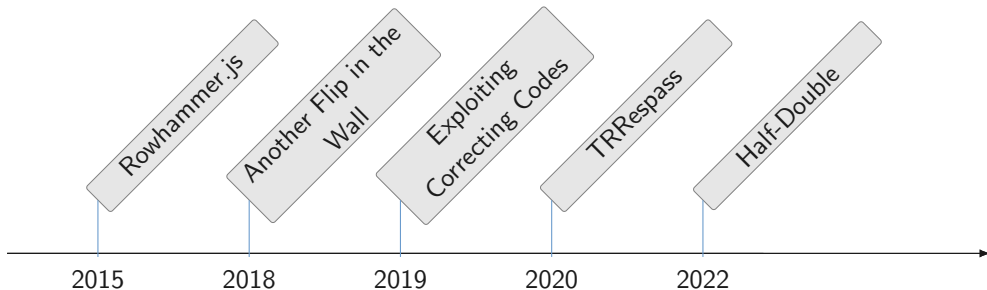 Rowhammer.js
Another Flip in the
Wall
Exploiting
Correcting Codes
TRRespass
Half-Double
2015
2018
2019
2020
2022